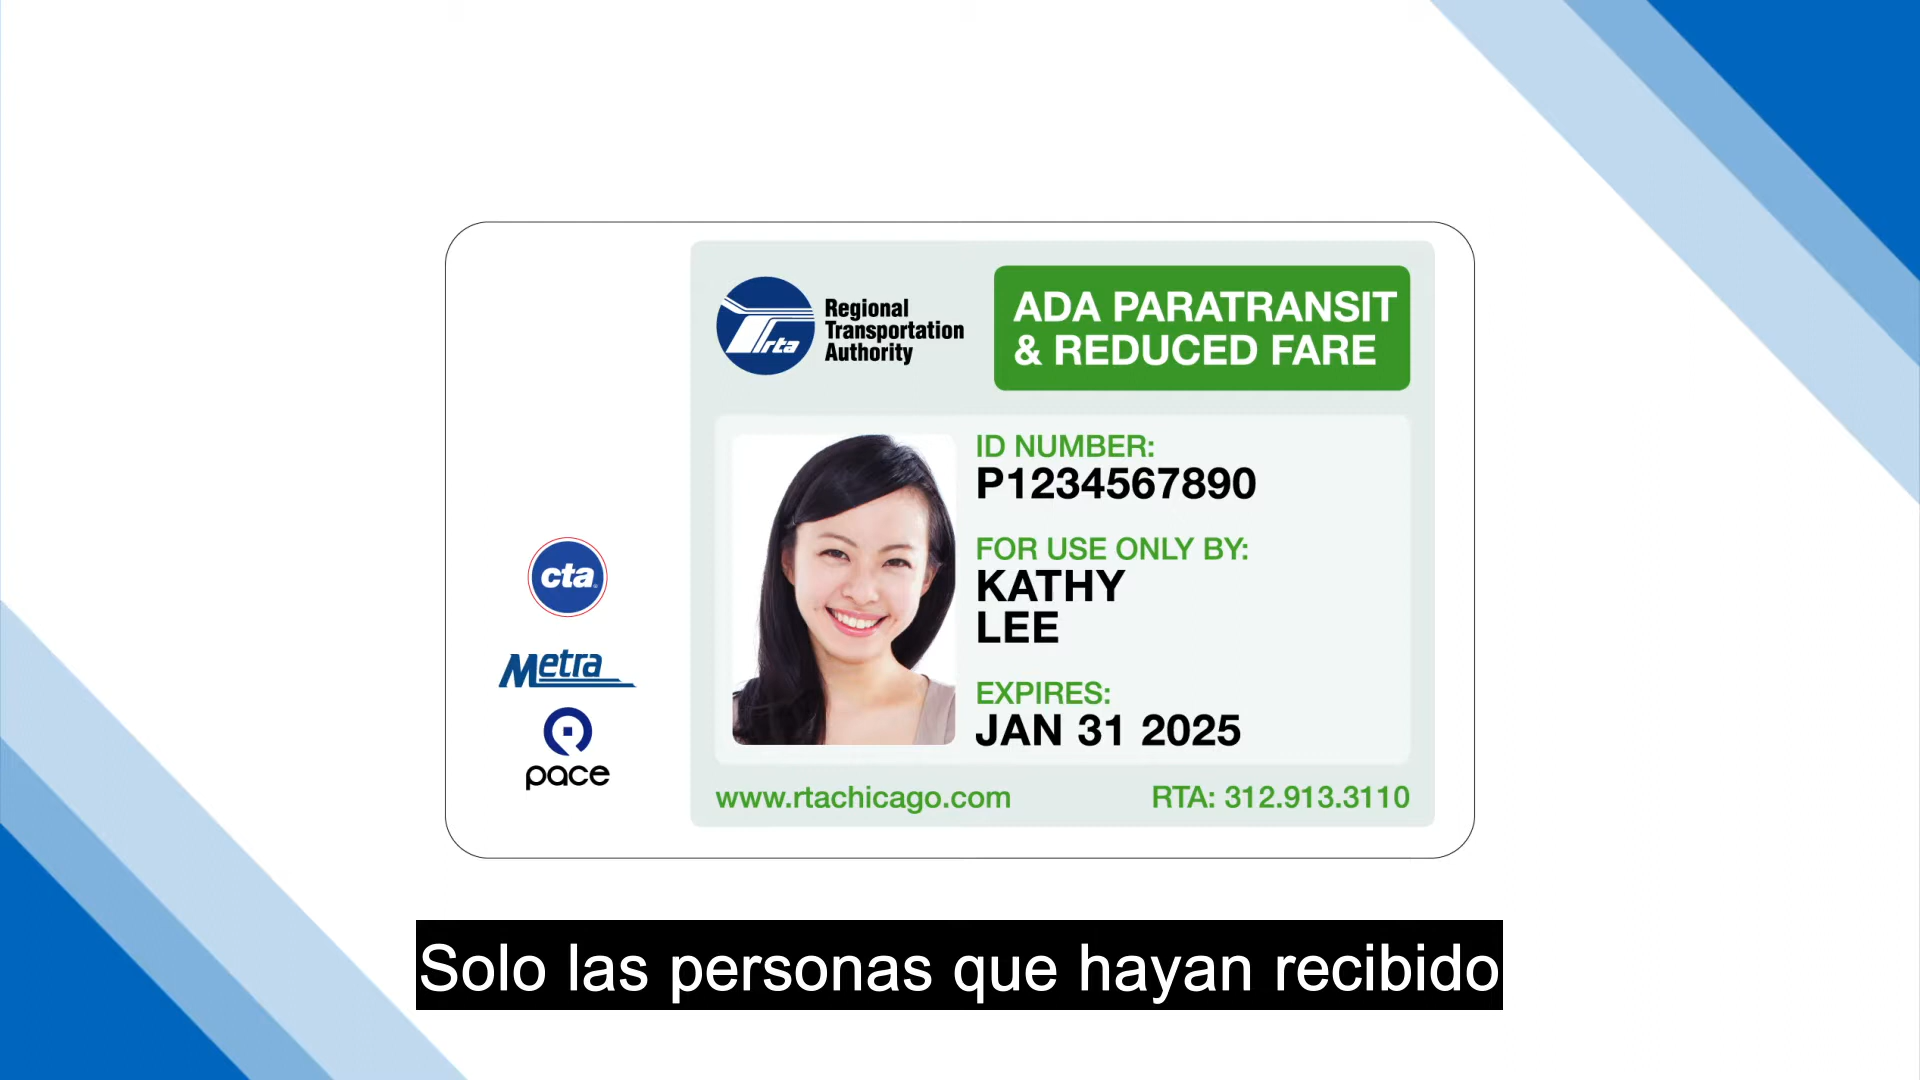 Regional
Transportation
Authority
rta
ADA PARATRANSIT
& REDUCED FARE
ID NUMBER:
P1234567890
FOR USE ONLY BY:
KATHY
LEE
EXPIRES:
JAN 31 2025
cta
Metra
pace
www.rtachicago.com
RTA: 312.913.3110
Solo las personas que hayan recibido